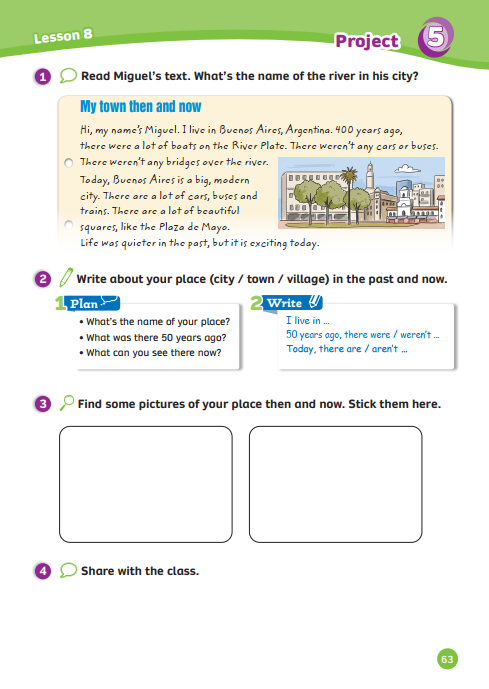 Lesson 8
Project 5
1 Read Miguel's text. What's the name of the river in his city?
My town then and now
Hi, my name's Miguel. I live in Buenos Aires, Argentina. 400 years ago,
there were a lot of boats on the River Plate. There weren't any cars or buses.
There weren't any bridges over the river.
Today, Buenos Aires is a big, modern
city. There are a lot of cars, buses and
trains. There are a lot of beautiful
squares, like the Plaza de Mayo.
Life was quieter in the past, but it is exciting today.
2 Write about your place (city / town / village) in the past and now.
1 Plan
• What's the name of your place?
• What was there 50 years ago?
• What can you see there now?
2 Write
I live in ...
50 years ago, there were / weren't ...
Today, there are / aren't ...
3 Find some pictures of your place then and now. Stick them here.
4 Share with the class.
63